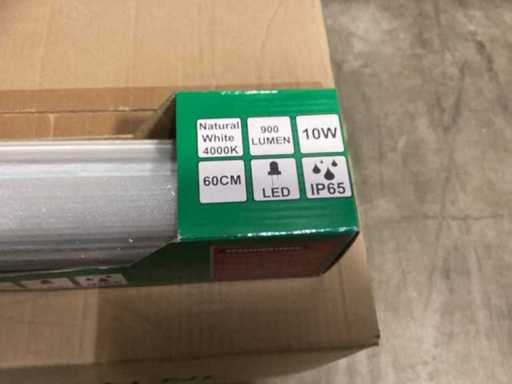 Natural
White
4000K
900
LUMEN
10W
60CM
LED
IP65